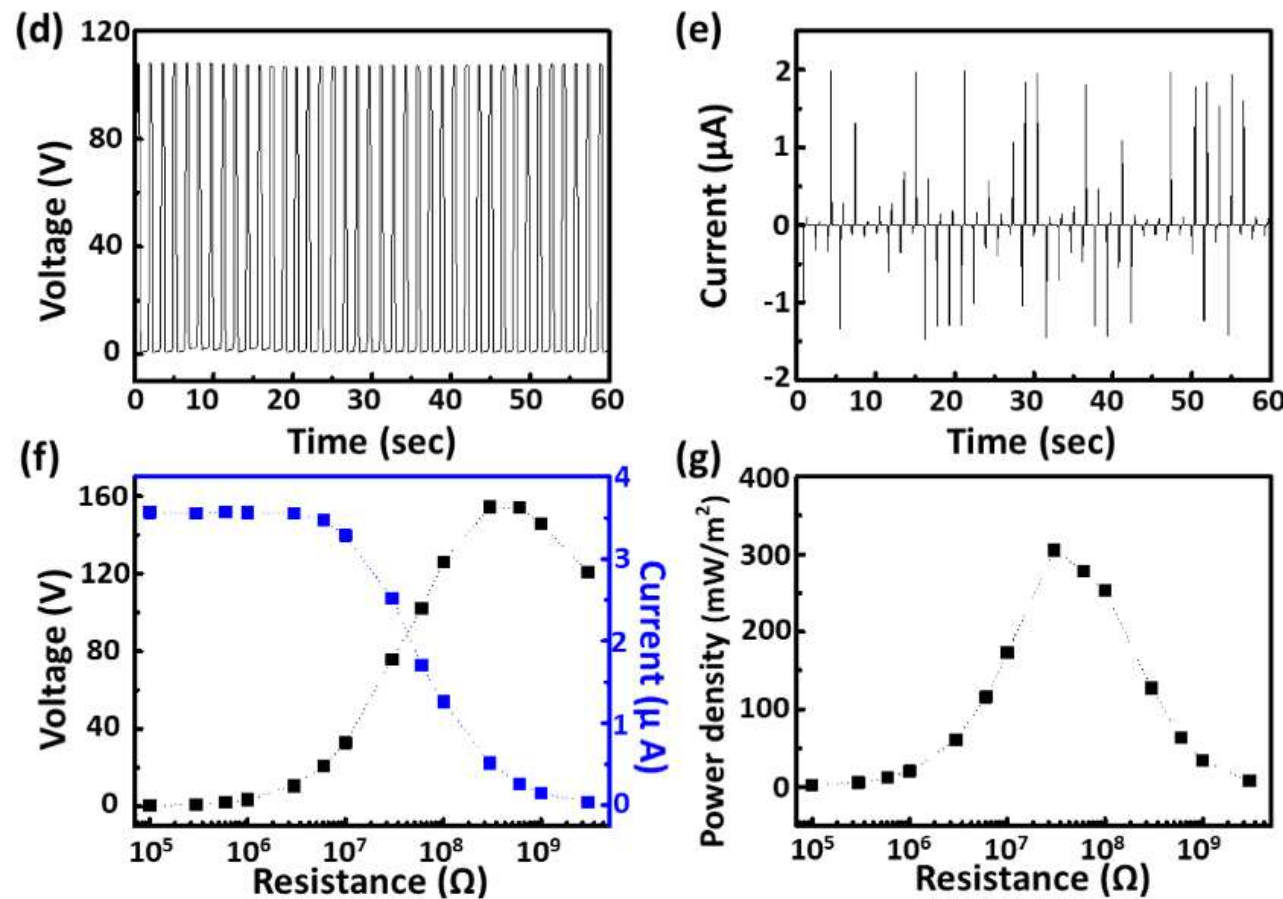 (d)
120
80
40
0
Voltage (V)
0 10 20 30 40 50 60
Time (sec)
(e)
2
1
0
-1
-2
Current (μA)
0 10 20 30 40 50 60
Time (sec)
(f)
160
120
80
40
0
Voltage (V)
4
3
2
1
0
Current (μ A)
10⁵ 10⁶ 10⁷ 10⁸ 10⁹
Resistance (Ω)
(g)
400
300
200
100
0
Power density (mW/m²)
10⁵ 10⁶ 10⁷ 10⁸ 10⁹
Resistance (Ω)